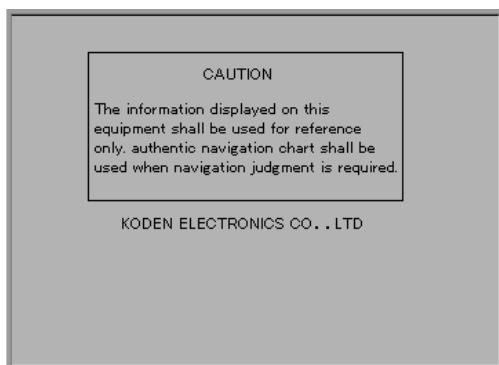 CAUTION
The information displayed on this
equipment shall be used for reference
only. authentic navigation chart shall be
used when navigation judgment is required.
KODEN ELECTRONICS CO..LTD